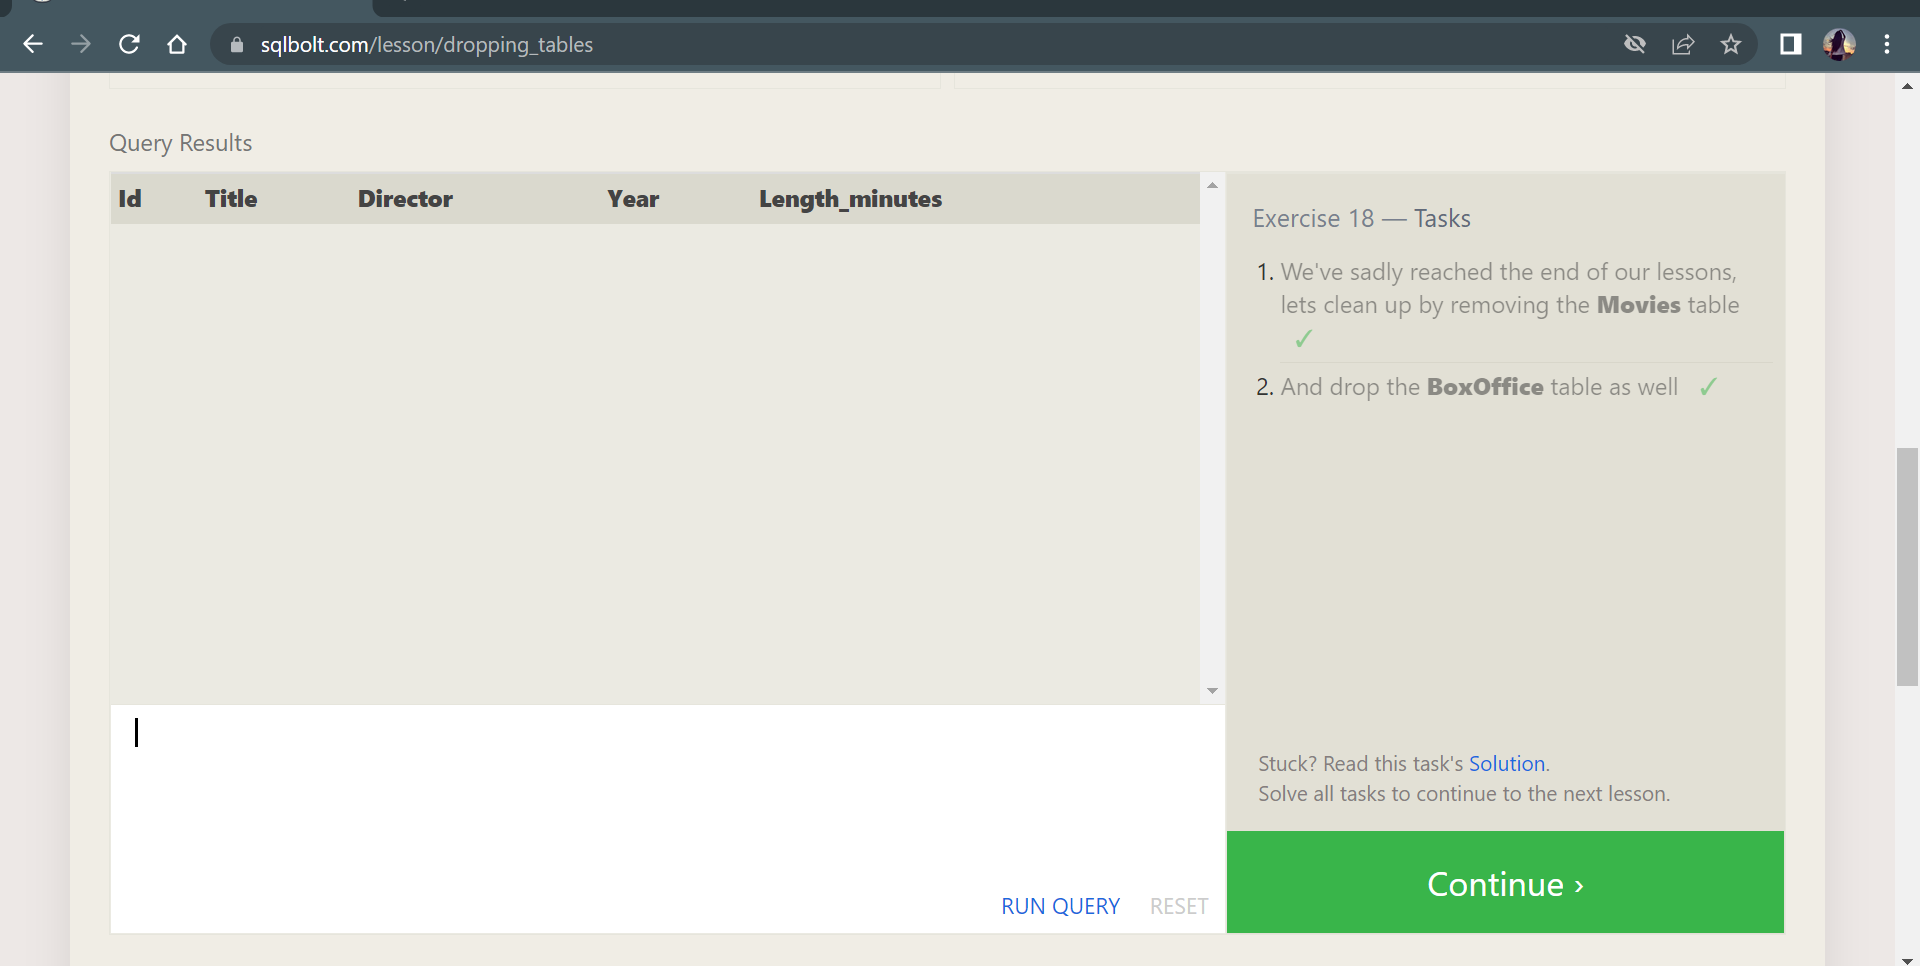 sqlbolt.com/lesson/dropping_tables
Query Results
Id Title Director Year Length_minutes
Exercise 18 — Tasks
1. We've sadly reached the end of our lessons,
lets clean up by removing the Movies table
✓
2. And drop the BoxOffice table as well ✓
Stuck? Read this task's Solution.
Solve all tasks to continue to the next lesson.
RUN QUERY RESET
Continue ›